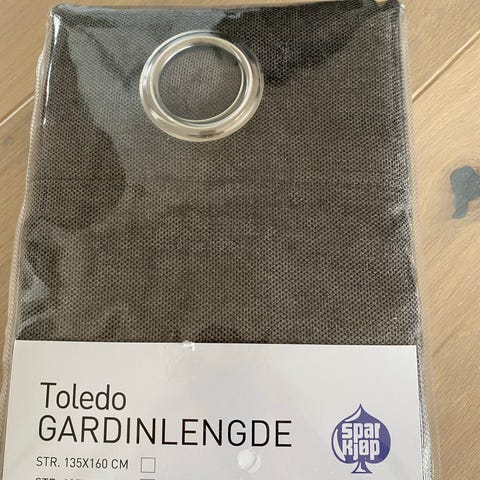 Toledo
GARDINLENGDE
STR. 135X160 CM
spar
kjøp